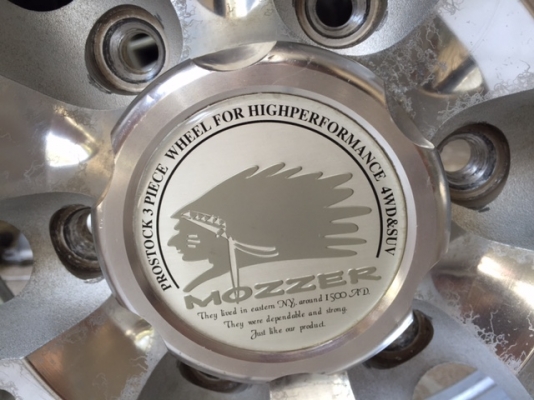 PROSTOCK 3 PIECE WHEEL FOR HIGHPERFORMANCE 4WD&SUV
MOZZER
They lived in eastern NY, around 1500 A.D.
They were dependable and strong.
Just like our product.